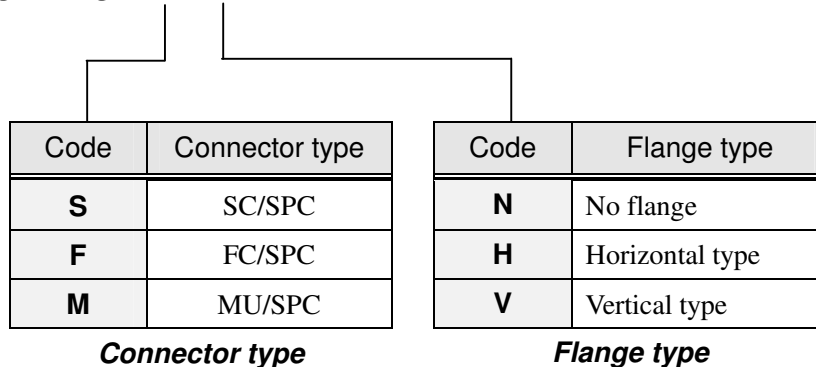 Code Connector type
S SC/SPC
F FC/SPC
M MU/SPC
Connector type
Code Flange type
N No flange
H Horizontal type
V Vertical type
Flange type